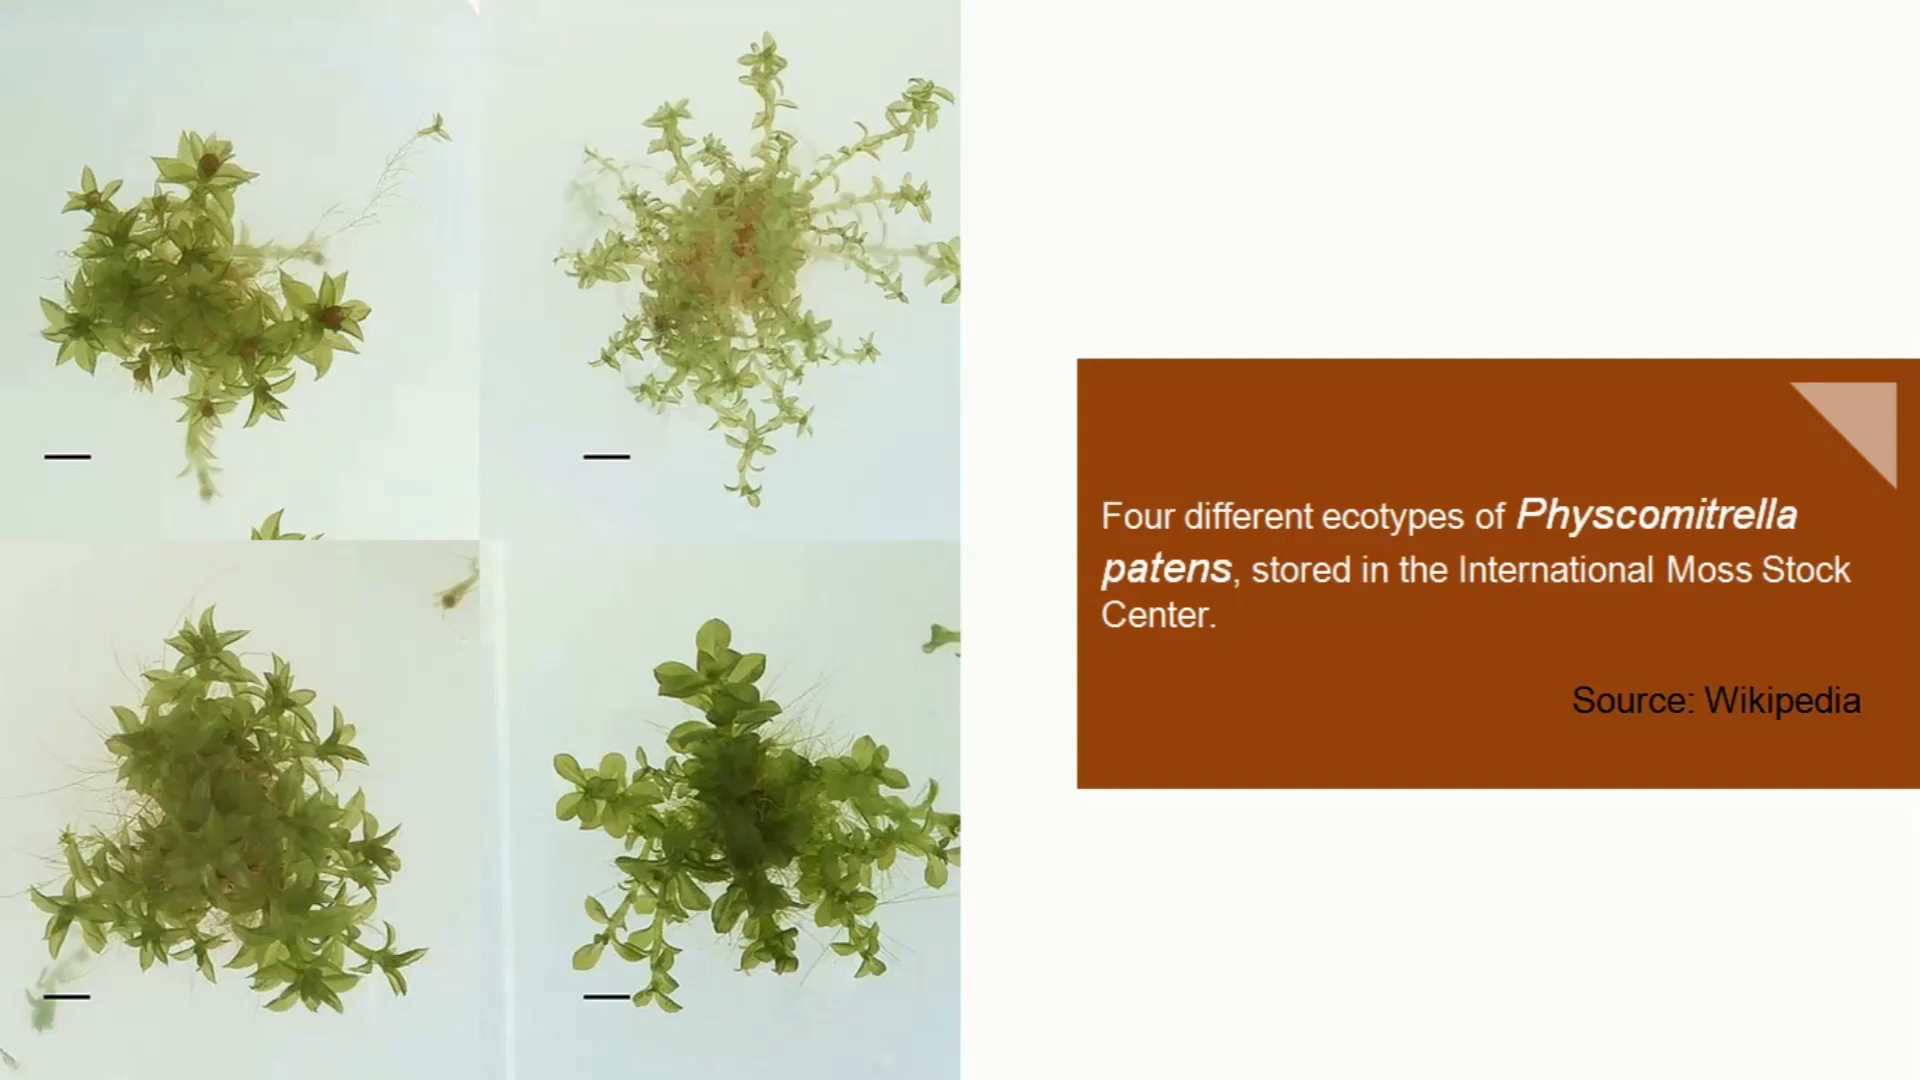 Four different ecotypes of Physcomitrella
patens, stored in the International Moss Stock
Center.
Source: Wikipedia